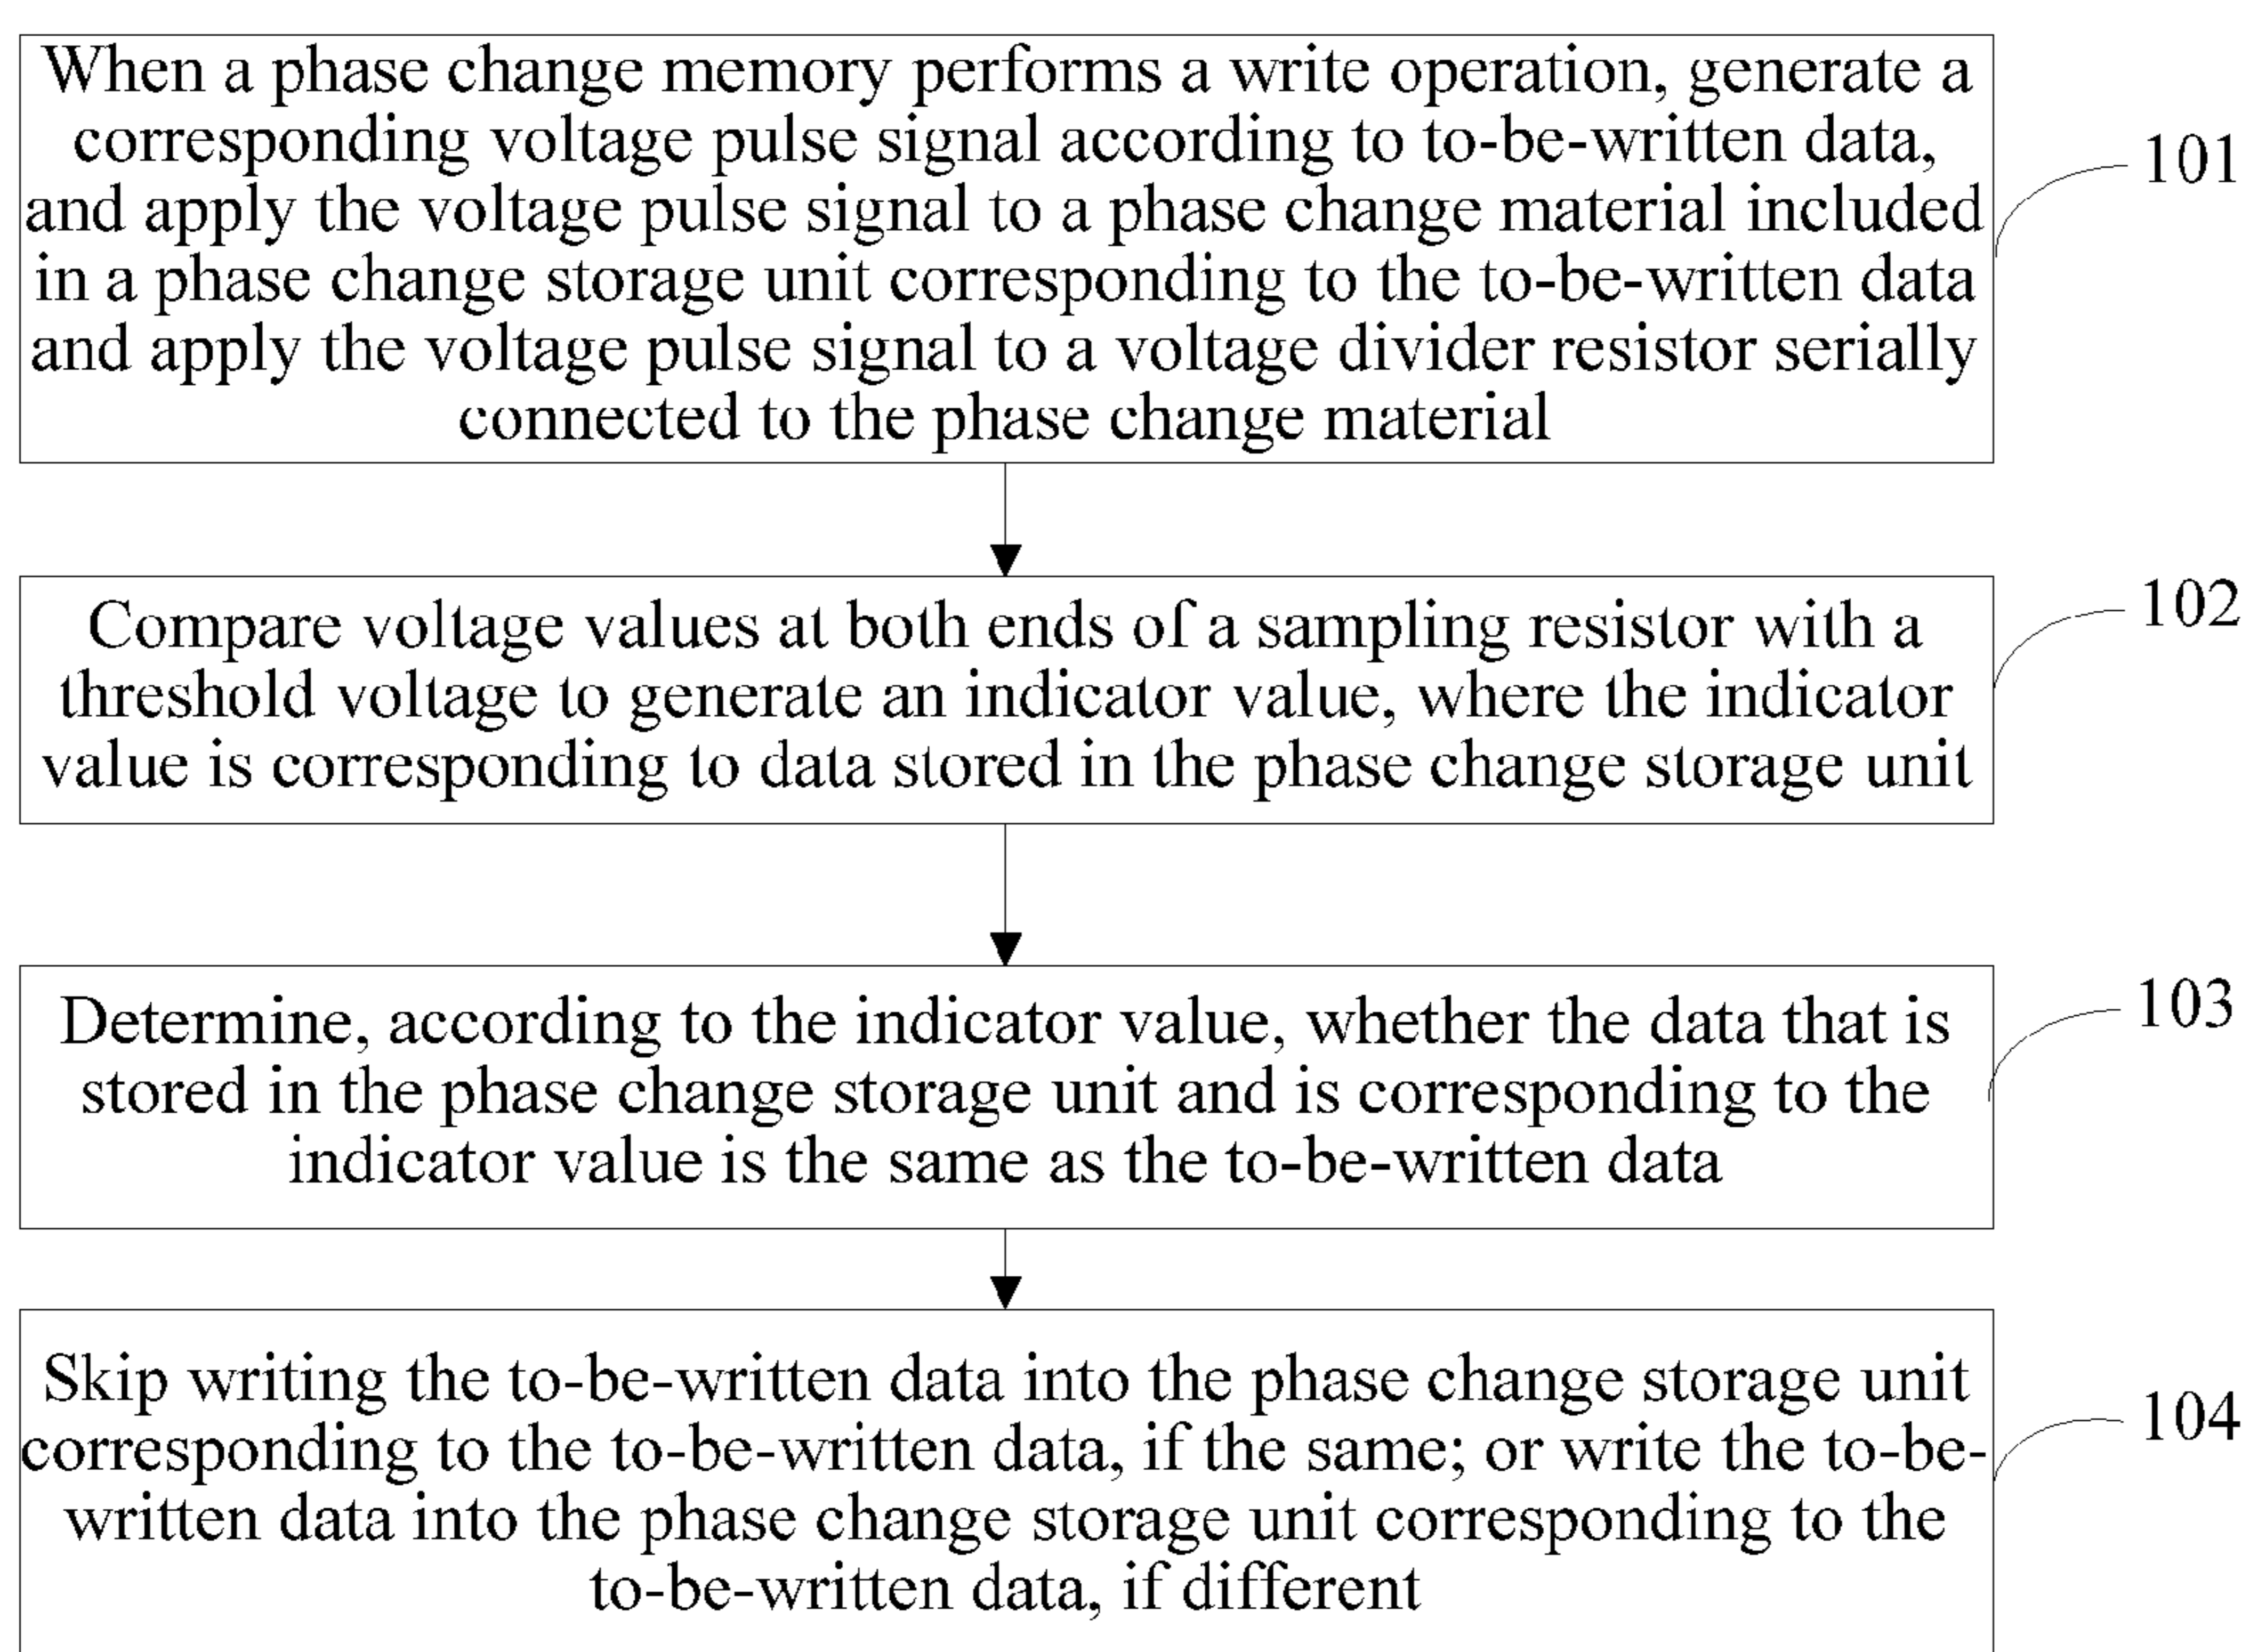 When a phase change memory performs a write operation, generate a
corresponding voltage pulse signal according to to-be-written data,
and apply the voltage pulse signal to a phase change material included
in a phase change storage unit corresponding to the to-be-written data
and apply the voltage pulse signal to a voltage divider resistor serially
connected to the phase change material
101
Compare voltage values at both ends of a sampling resistor with a
threshold voltage to generate an indicator value, where the indicator
value is corresponding to data stored in the phase change storage unit
102
Determine, according to the indicator value, whether the data that is
stored in the phase change storage unit and is corresponding to the
indicator value is the same as the to-be-written data
103
Skip writing the to-be-written data into the phase change storage unit
corresponding to the to-be-written data, if the same; or write the to-be-
written data into the phase change storage unit corresponding to the
to-be-written data, if different
104